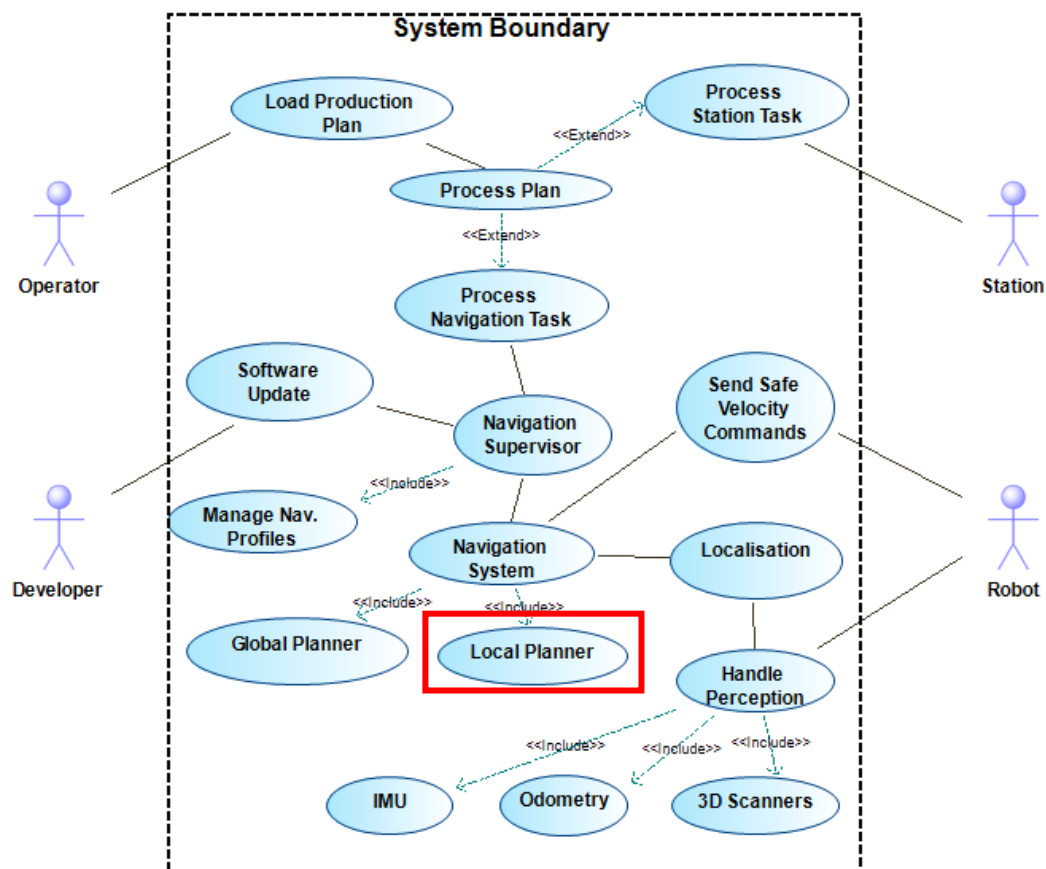 System Boundary
Load Production
Plan
Process
Station Task
<<Extend>>
Process Plan
<<Extend>>
Operator
Station
Process
Navigation Task
Software
Update
Send Safe
Velocity
Commands
Navigation
Supervisor
<<Include>>
Manage Nav.
Profiles
Navigation
System
Localisation
Developer
Robot
<<Include>>
<<Include>>
Global Planner
Local Planner
Handle
Perception
<<Include>>
<<Include>>
<<Include>>
IMU
Odometry
3D Scanners